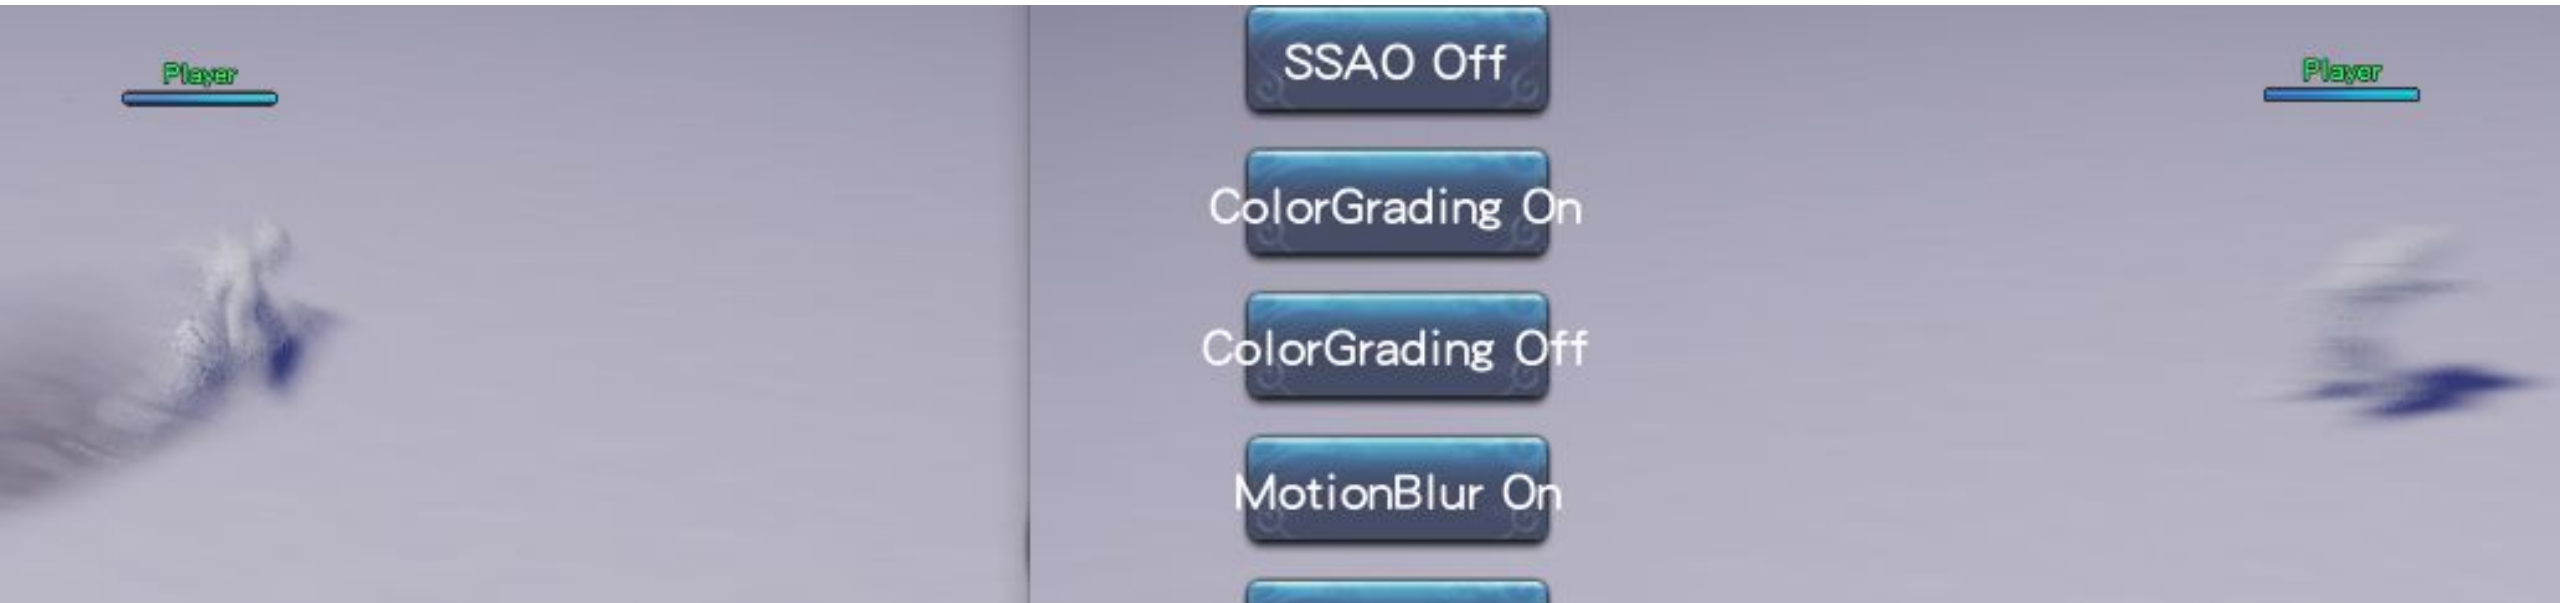 Player
SSAO Off
Player
ColorGrading On
ColorGrading Off
MotionBlur On